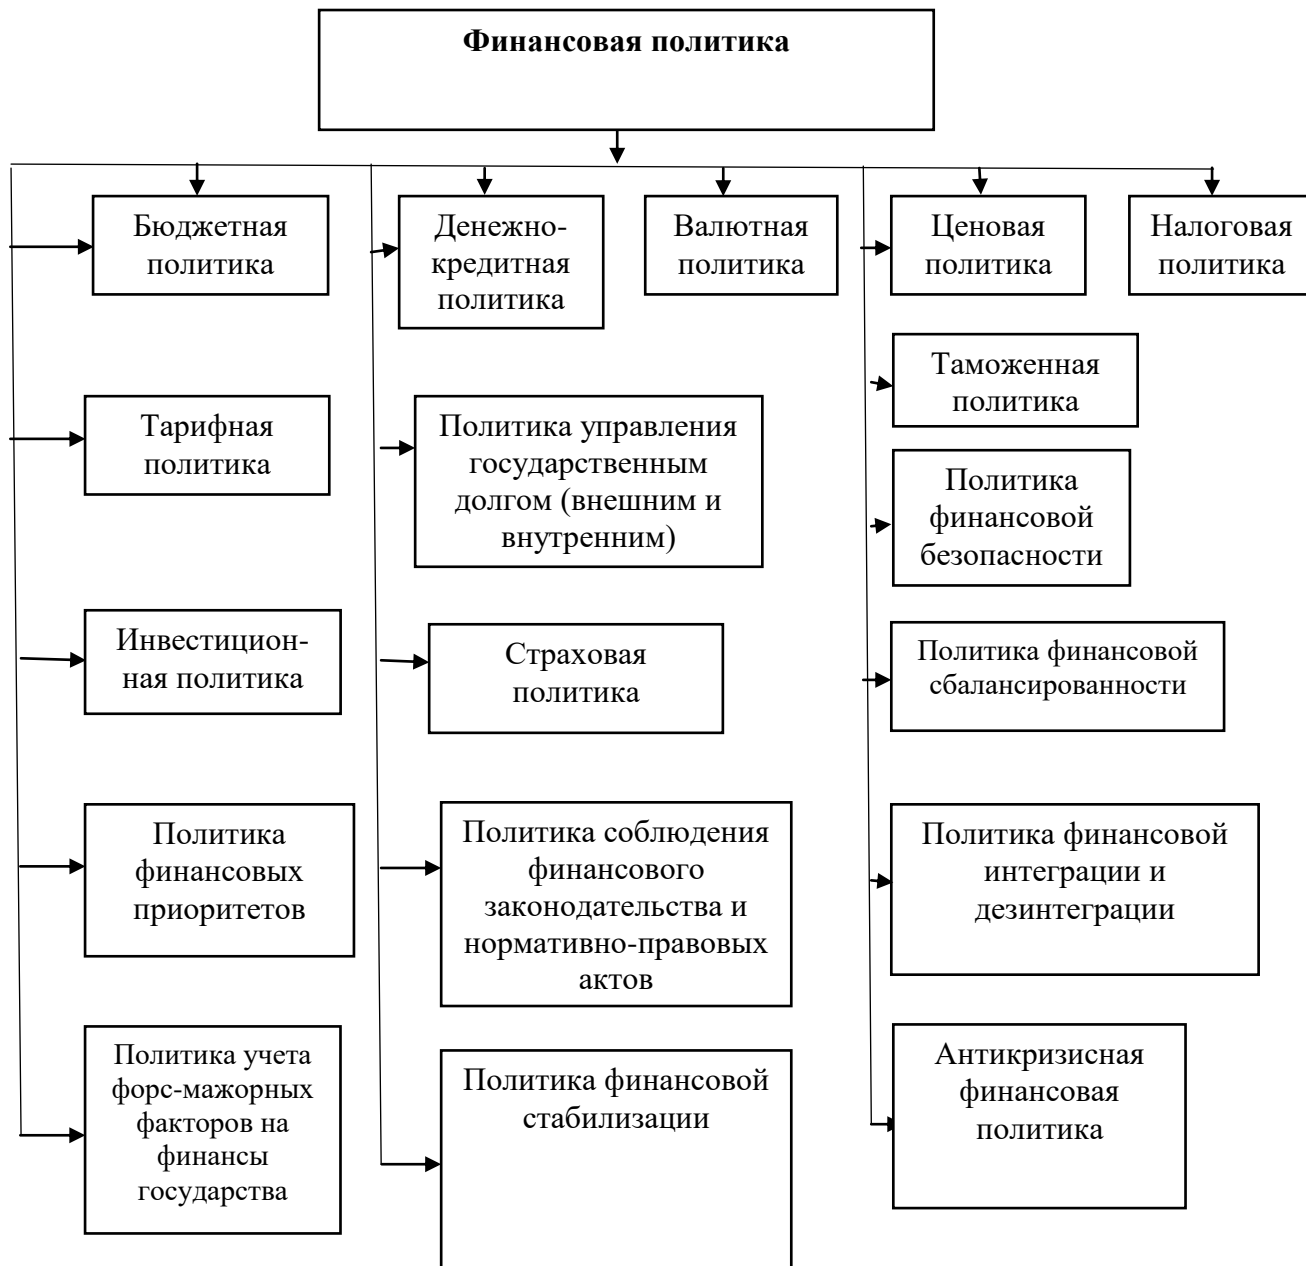 Финансовая политика
Бюджетная
политика
Денежно-
кредитная
политика
Валютная
политика
Ценовая
политика
Налоговая
политика
Тарифная
политика
Политика управления
государственным
долгом (внешним и
внутренним)
Таможенная
политика
Политика
финансовой
безопасности
Инвестицион-
ная политика
Страховая
политика
Политика финансовой
сбалансированности
Политика
финансовых
приоритетов
Политика соблюдения
финансового
законодательства и
нормативно-правовых
актов
Политика финансовой
интеграции и
дезинтеграции
Политика учета
форс-мажорных
факторов на
финансы
государства
Политика финансовой
стабилизации
Антикризисная
финансовая
политика